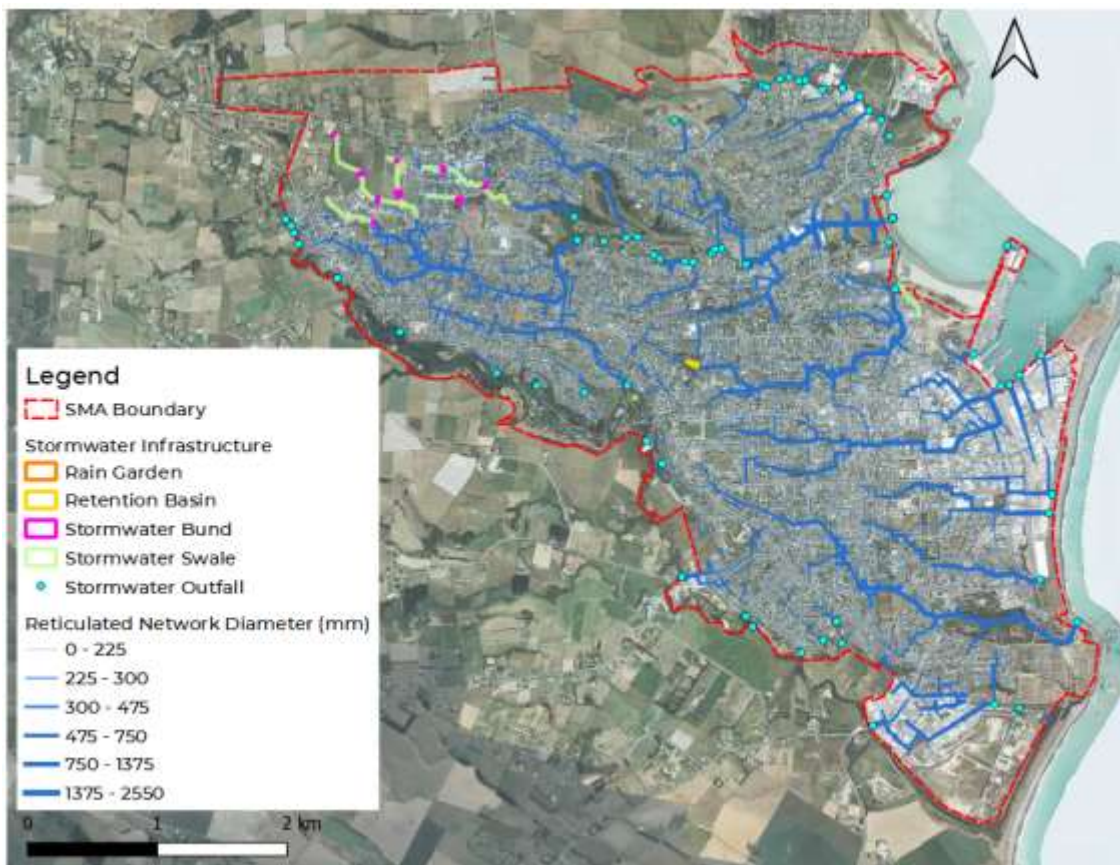 Legend
SMA Boundary
Stormwater Infrastructure
Rain Garden
Retention Basin
Stormwater Bund
Stormwater Swale
Stormwater Outfall
Reticulated Network Diameter (mm)
0 - 225
225 - 300
300 - 475
475 - 750
750 - 1375
1375 - 2550
0 1 2 km